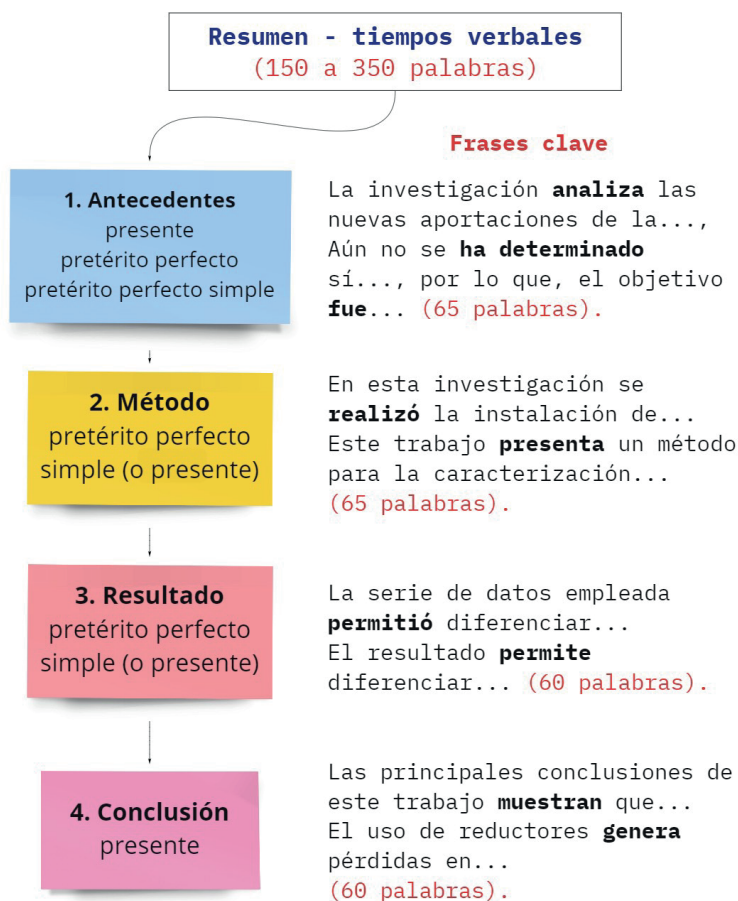 Resumen - tiempos verbales
(150 a 350 palabras)
Frases clave
1. Antecedentes
presente
pretérito perfecto
pretérito perfecto simple
La investigación analiza las
nuevas aportaciones de la...,
Aún no se ha determinado
sí..., por lo que, el objetivo
fue... (65 palabras).
2. Método
pretérito perfecto
simple (o presente)
En esta investigación se
realizó la instalación de...
Este trabajo presenta un método
para la caracterización...
(65 palabras).
3. Resultado
pretérito perfecto
simple (o presente)
La serie de datos empleada
permitió diferenciar...
El resultado permite
diferenciar... (60 palabras).
4. Conclusión
presente
Las principales conclusiones de
este trabajo muestran que...
El uso de reductores genera
pérdidas en...
(60 palabras).